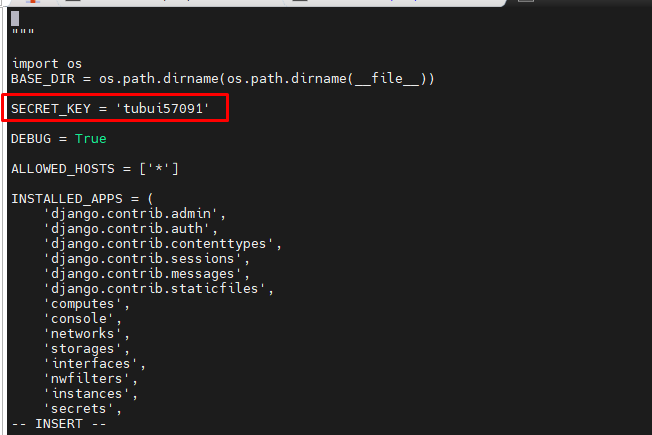 """
import os
BASE_DIR = os.path.dirname(os.path.dirname(__file__))
SECRET_KEY = 'tubui57091'
DEBUG = True
ALLOWED_HOSTS = ['*']
INSTALLED_APPS = (
    'django.contrib.admin',
    'django.contrib.auth',
    'django.contrib.contenttypes',
    'django.contrib.sessions',
    'django.contrib.messages',
    'django.contrib.staticfiles',
    'computes',
    'console',
    'networks',
    'storages',
    'interfaces',
    'nwfilters',
    'instances',
    'secrets',
-- INSERT --